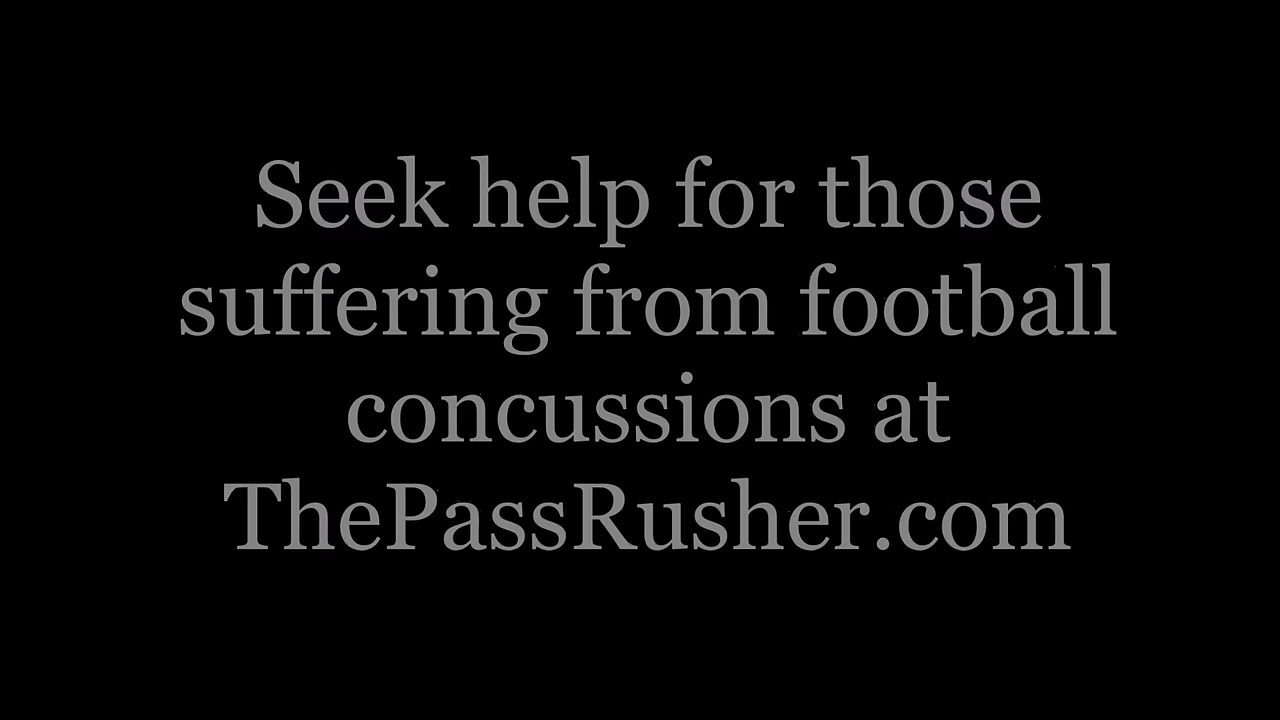 Seek help for those
suffering from football
concussions at
ThePassRusher.com